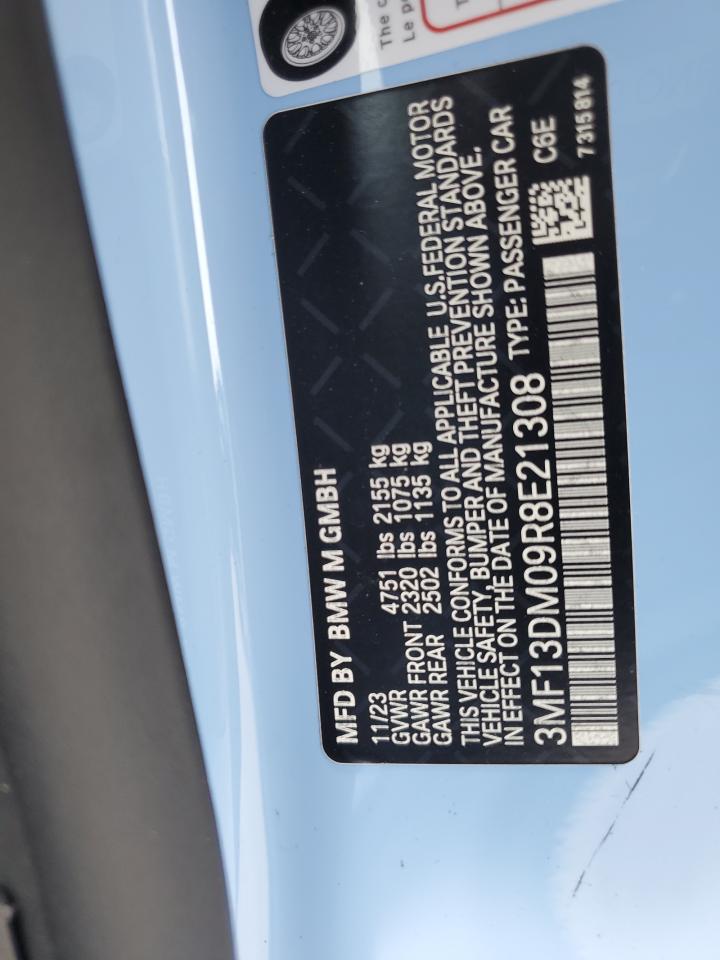 The c
Le p
T
MFD BY BMW M GMBH
11/23
GVWR 4751 lbs 2155 kg
GAWR FRONT 2320 lbs 1075 kg
GAWR REAR 2502 lbs 1135 kg
THIS VEHICLE CONFORMS TO ALL APPLICABLE U.S.FEDERAL MOTOR
VEHICLE SAFETY, BUMPER AND THEFT PREVENTION STANDARDS
IN EFFECT ON THE DATE OF MANUFACTURE SHOWN ABOVE.
3MF13DM09R8E21308 TYPE: PASSENGER CAR
C6E
7315814